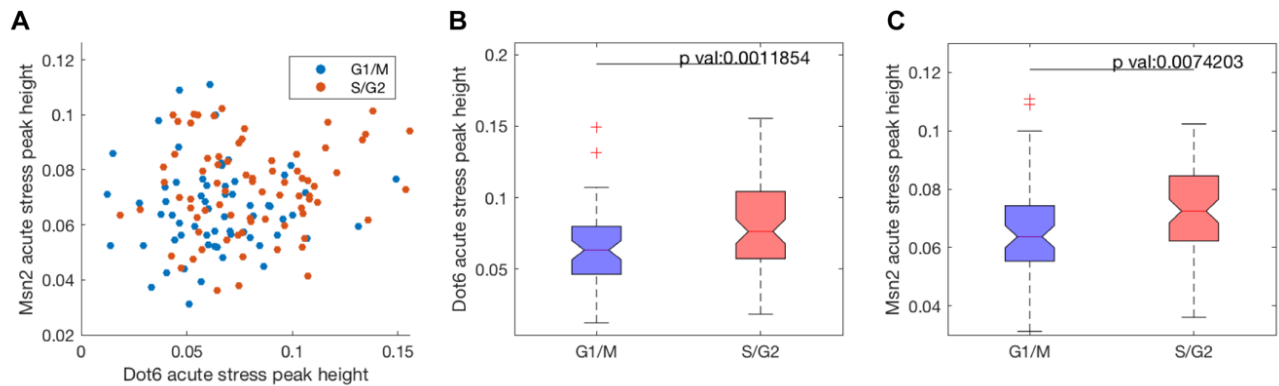 A
Msn2 acute stress peak height
0.12
0.1
0.08
0.06
0.04
0.02
0
0.05
0.1
0.15
Dot6 acute stress peak height
G1/M
S/G2
B
Dot6 acute stress peak height
0.2
0.15
0.1
0.05
p val:0.0011854
G1/M
S/G2
C
Msn2 acute stress peak height
0.12
0.1
0.08
0.06
0.04
p val:0.0074203
G1/M
S/G2